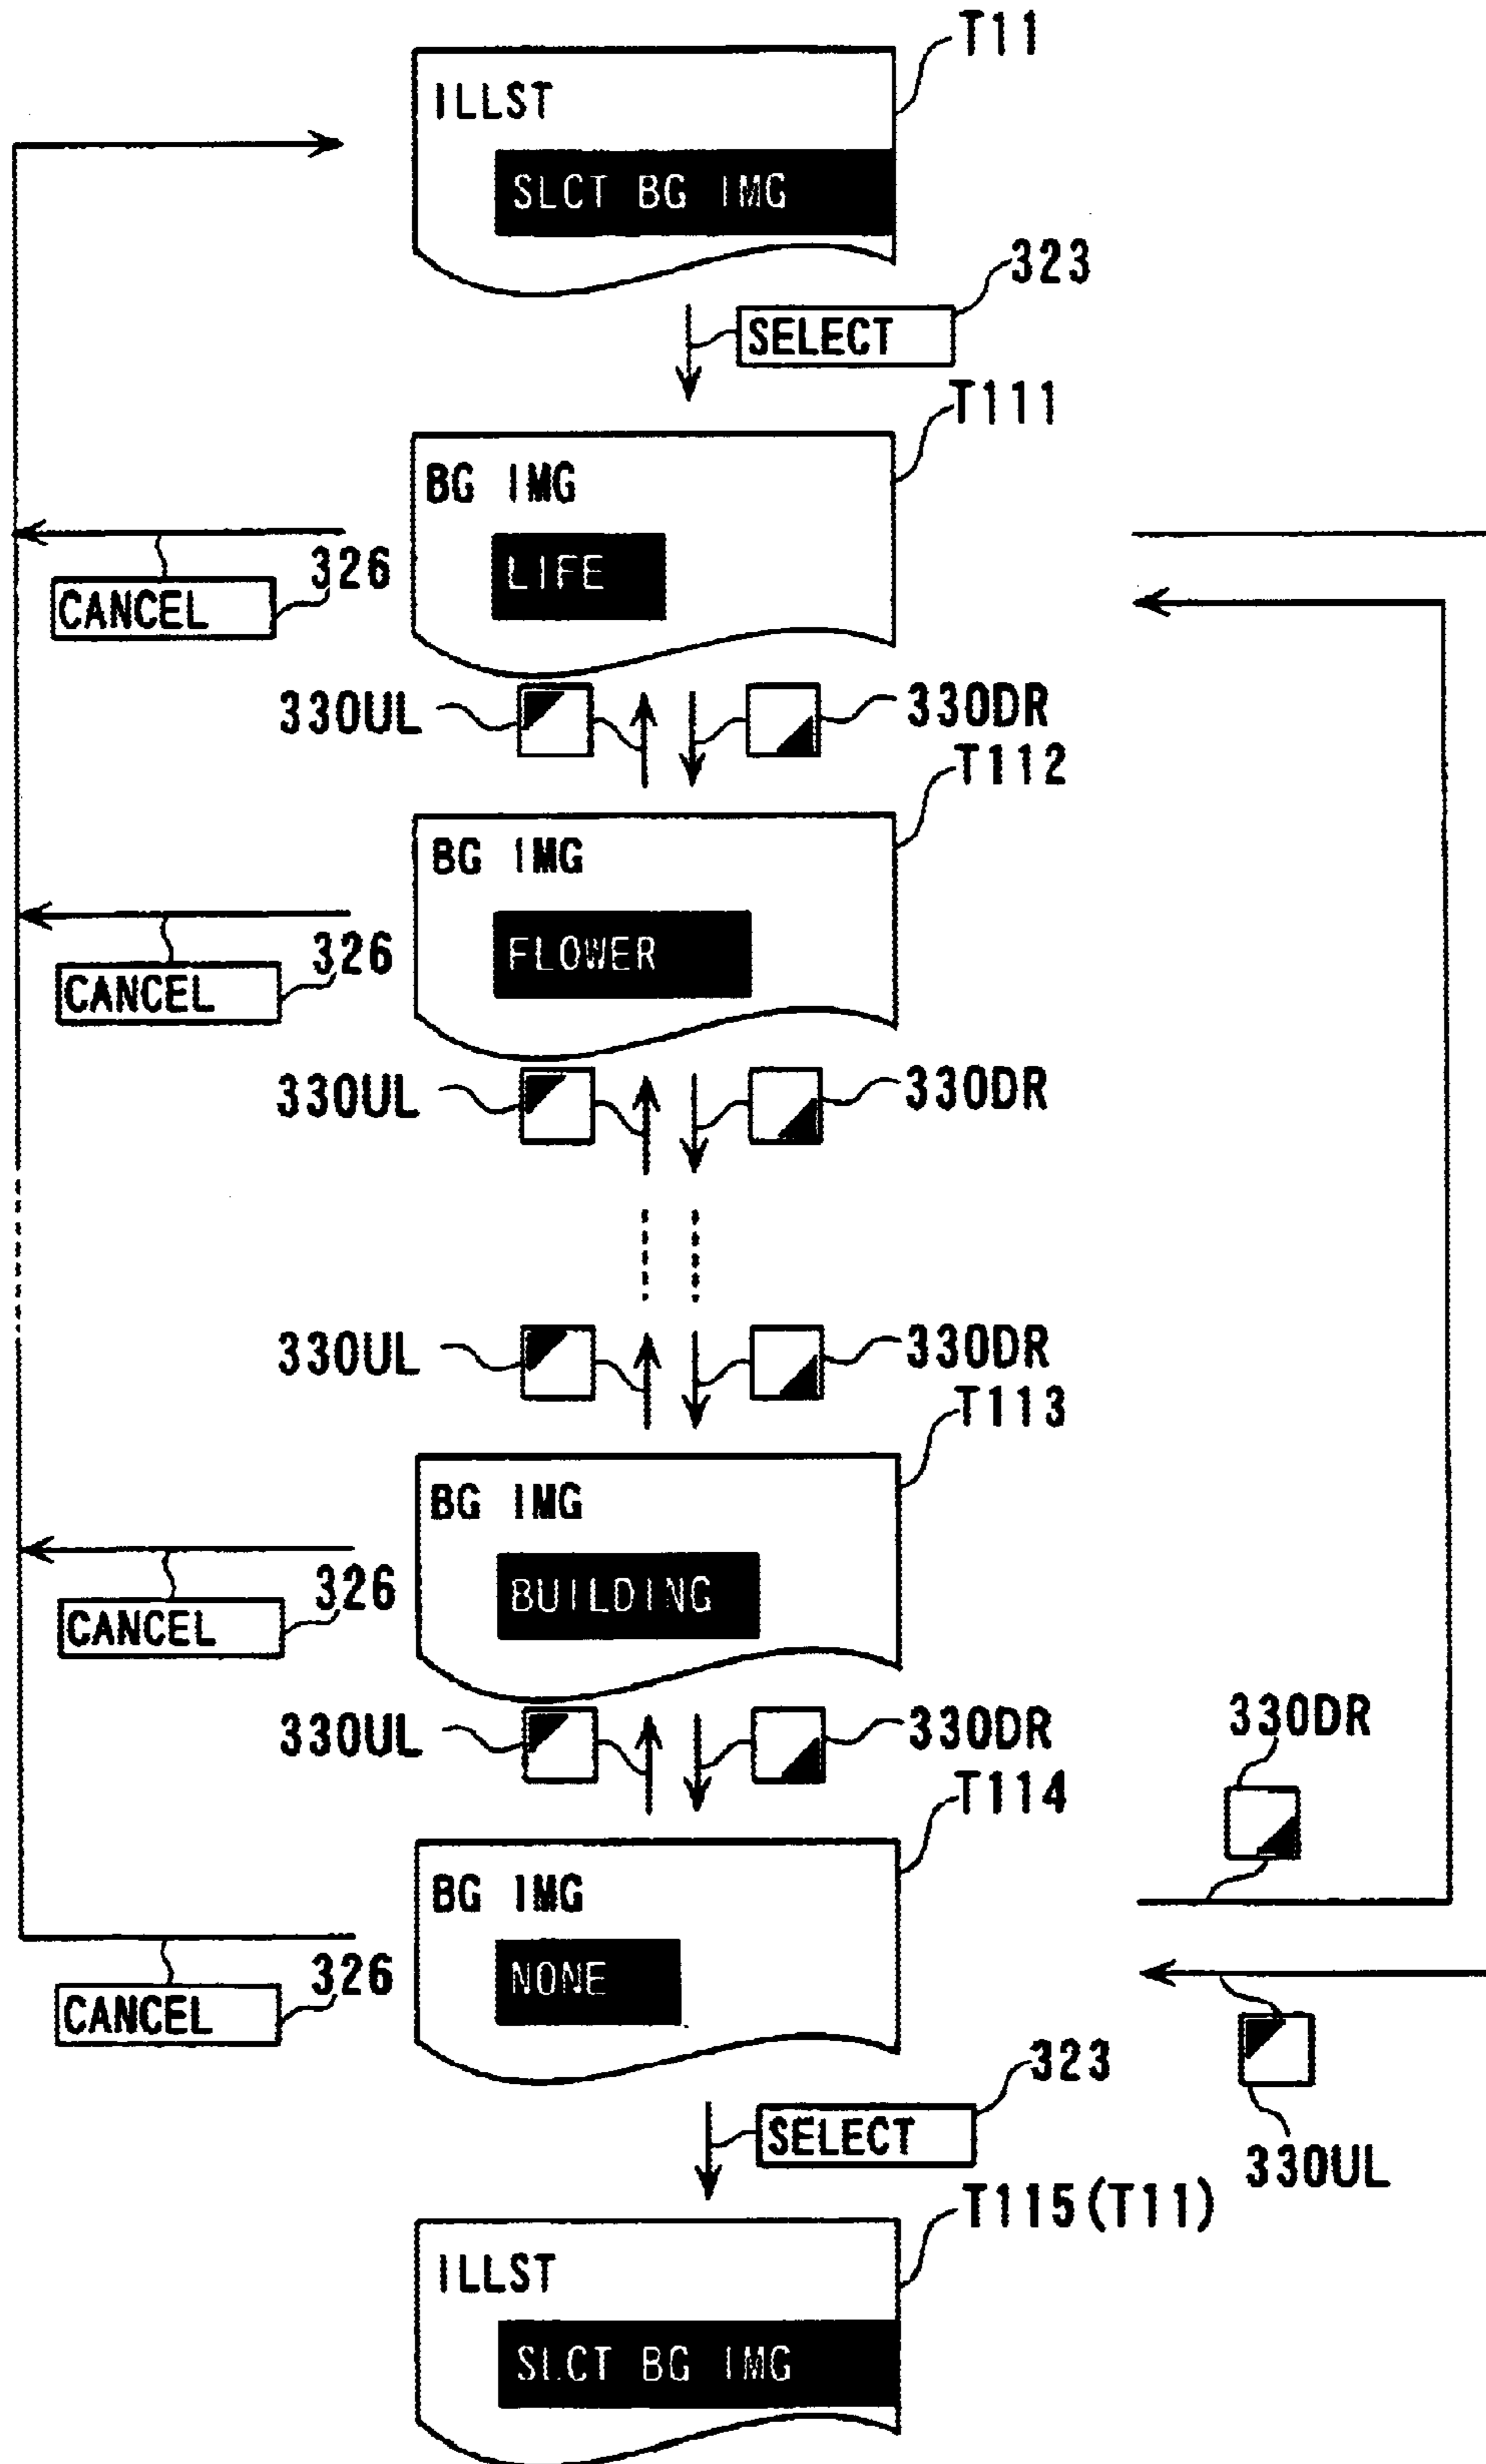 T11
ILLST
SLCT BG IMG
323
SELECT
T111
BG IMG
LIFE
326
CANCEL
330UL
330DR
T112
BG IMG
FLOWER
326
CANCEL
330UL
330DR
330UL
330DR
T113
BG IMG
BUILDING
326
CANCEL
330UL
330DR
330DR
T114
BG IMG
NONE
326
CANCEL
323
SELECT
330UL
T115(T11)
ILLST
SLCT BG IMG